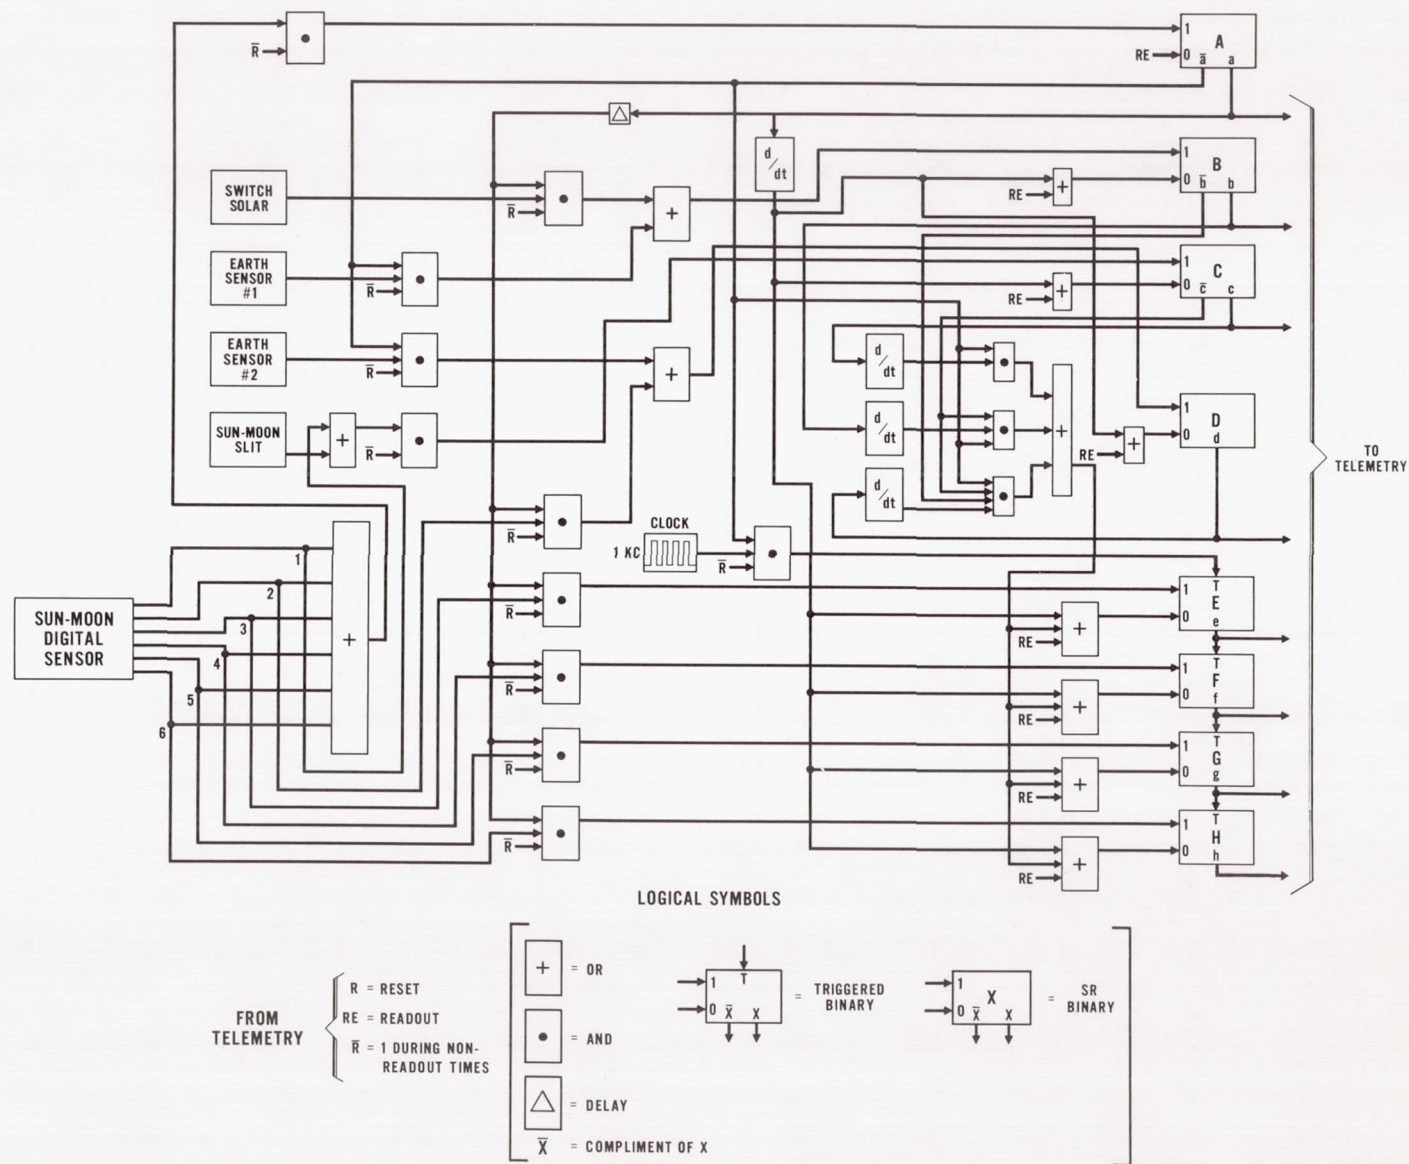 R̅
•
1
A
RE
0
a̅ a
Δ
d/dt
1
B
0
b̅ b
SWITCH
SOLAR
R̅
•
+
RE
+
EARTH
SENSOR
#1
R̅
•
1
C
0
c̅ c
RE
+
EARTH
SENSOR
#2
R̅
•
+
d/dt
•
SUN-MOON
SLIT
+
R̅
•
d/dt
•
+
1
D
0
d
RE
+
TO
TELEMETRY
d/dt
•
R̅
•
CLOCK
1 KC
R̅
•
1
2
3
4
5
6
+
SUN-MOON
DIGITAL
SENSOR
R̅
•
RE
+
T
1
E
0
e
R̅
•
RE
+
T
1
F
0
f
R̅
•
RE
+
T
1
G
0
g
R̅
•
RE
+
T
1
H
0
h
LOGICAL SYMBOLS
FROM
TELEMETRY
R = RESET
RE = READOUT
R̅ = 1 DURING NON-
READOUT TIMES
+ = OR
• = AND
△ = DELAY
X̅ = COMPLIMENT OF X
T
1
0 X̅ X
= TRIGGERED
BINARY
1
X
0 X̅ X
= SR
BINARY